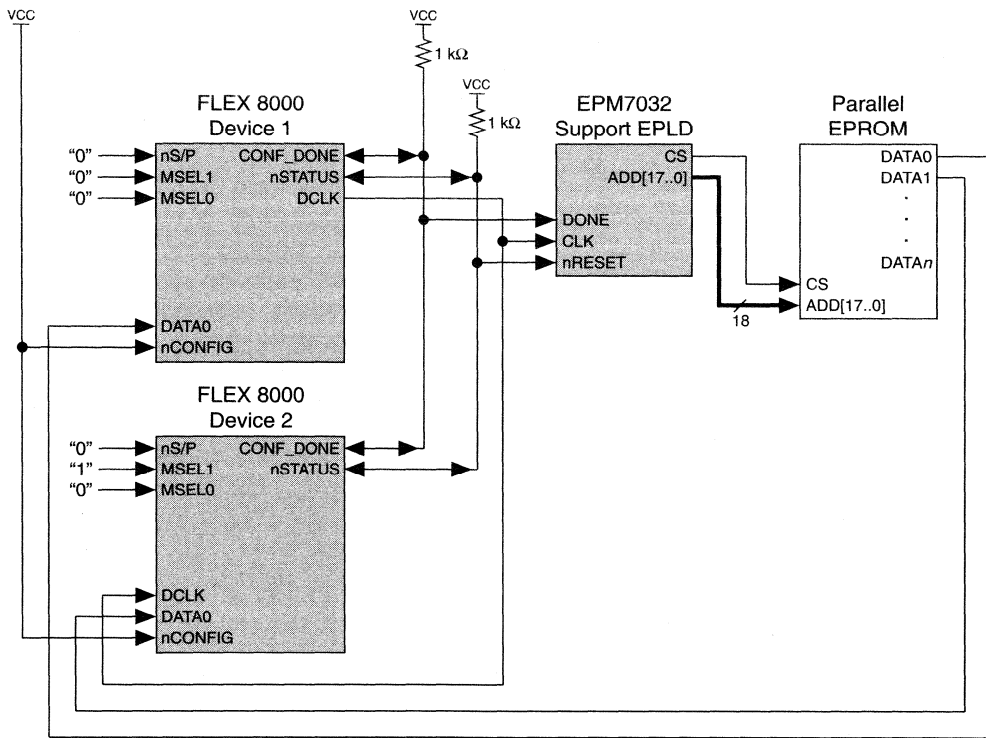 VCC
VCC
1 kΩ
VCC
1 kΩ
FLEX 8000
Device 1
"0"
nS/P
CONF_DONE
"0"
MSEL1
nSTATUS
"0"
MSEL0
DCLK
DATA0
nCONFIG
EPM7032
Support EPLD
CS
ADD[17..0]
DONE
CLK
nRESET
Parallel
EPROM
DATA0
DATA1
.
.
.
DATAn
CS
ADD[17..0]
18
FLEX 8000
Device 2
"0"
nS/P
CONF_DONE
"1"
MSEL1
nSTATUS
"0"
MSEL0
DCLK
DATA0
nCONFIG